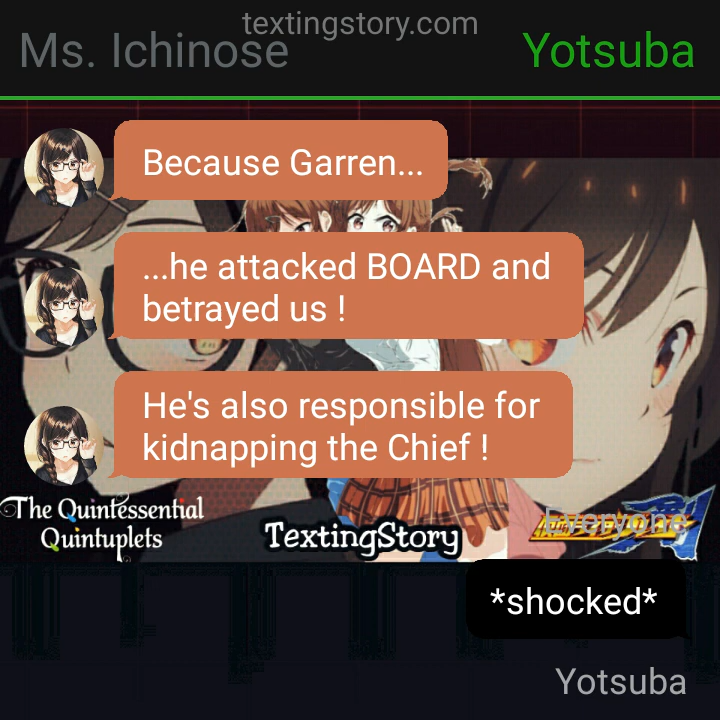 textingstory.com
Ms. Ichinose
Yotsuba
Because Garren...
...he attacked BOARD and
betrayed us !
He's also responsible for
kidnapping the Chief !
The Quintessential
Quintuplets
TextingStory
Everyone
*shocked*
Yotsuba